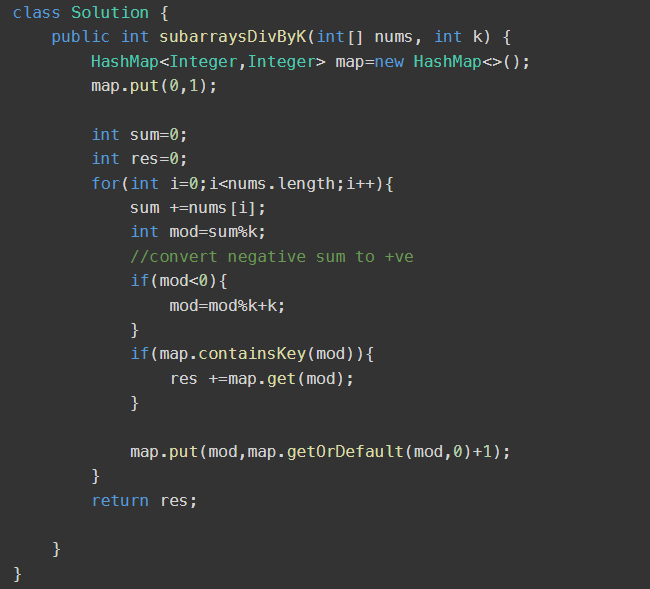 class Solution {
    public int subarraysDivByK(int[] nums, int k) {
        HashMap<Integer,Integer> map=new HashMap<>();
        map.put(0,1);

        int sum=0;
        int res=0;
        for(int i=0;i<nums.length;i++){
            sum +=nums[i];
            int mod=sum%k;
            //convert negative sum to +ve
            if(mod<0){
                mod=mod%k+k;
            }
            if(map.containsKey(mod)){
                res +=map.get(mod);
            }

            map.put(mod,map.getOrDefault(mod,0)+1);
        }
        return res;

    }
}